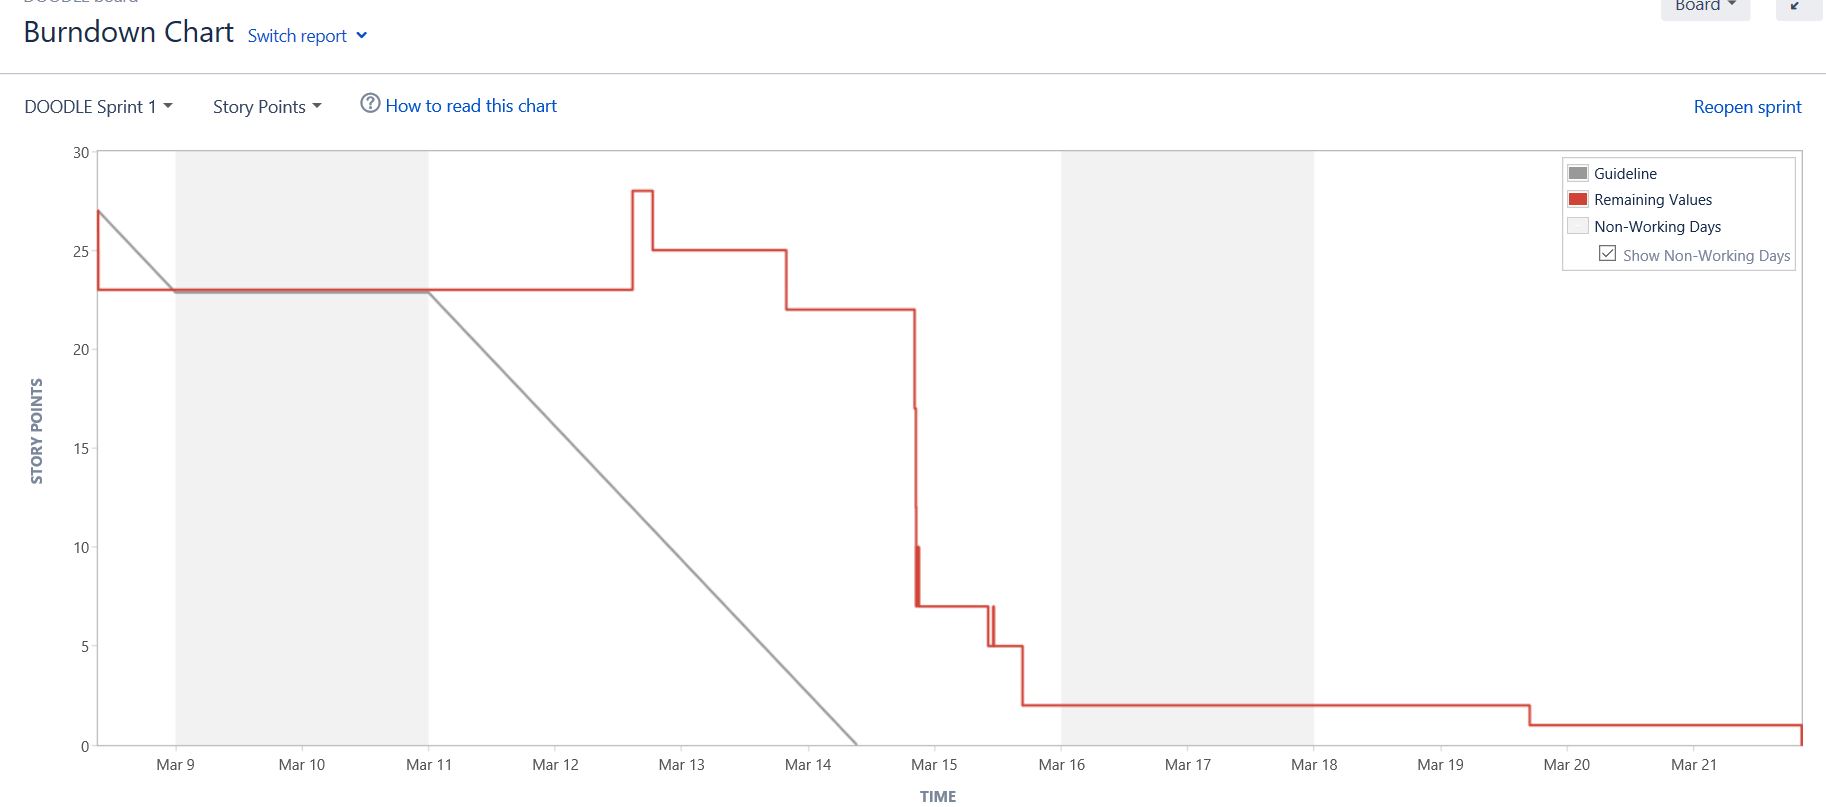 DOODLE board
Board
Burndown Chart Switch report
DOODLE Sprint 1 Story Points How to read this chart Reopen sprint
30
25
20
15
10
5
0
STORY POINTS
Guideline
Remaining Values
Non-Working Days
Show Non-Working Days
Mar 9 Mar 10 Mar 11 Mar 12 Mar 13 Mar 14 Mar 15 Mar 16 Mar 17 Mar 18 Mar 19 Mar 20 Mar 21
TIME